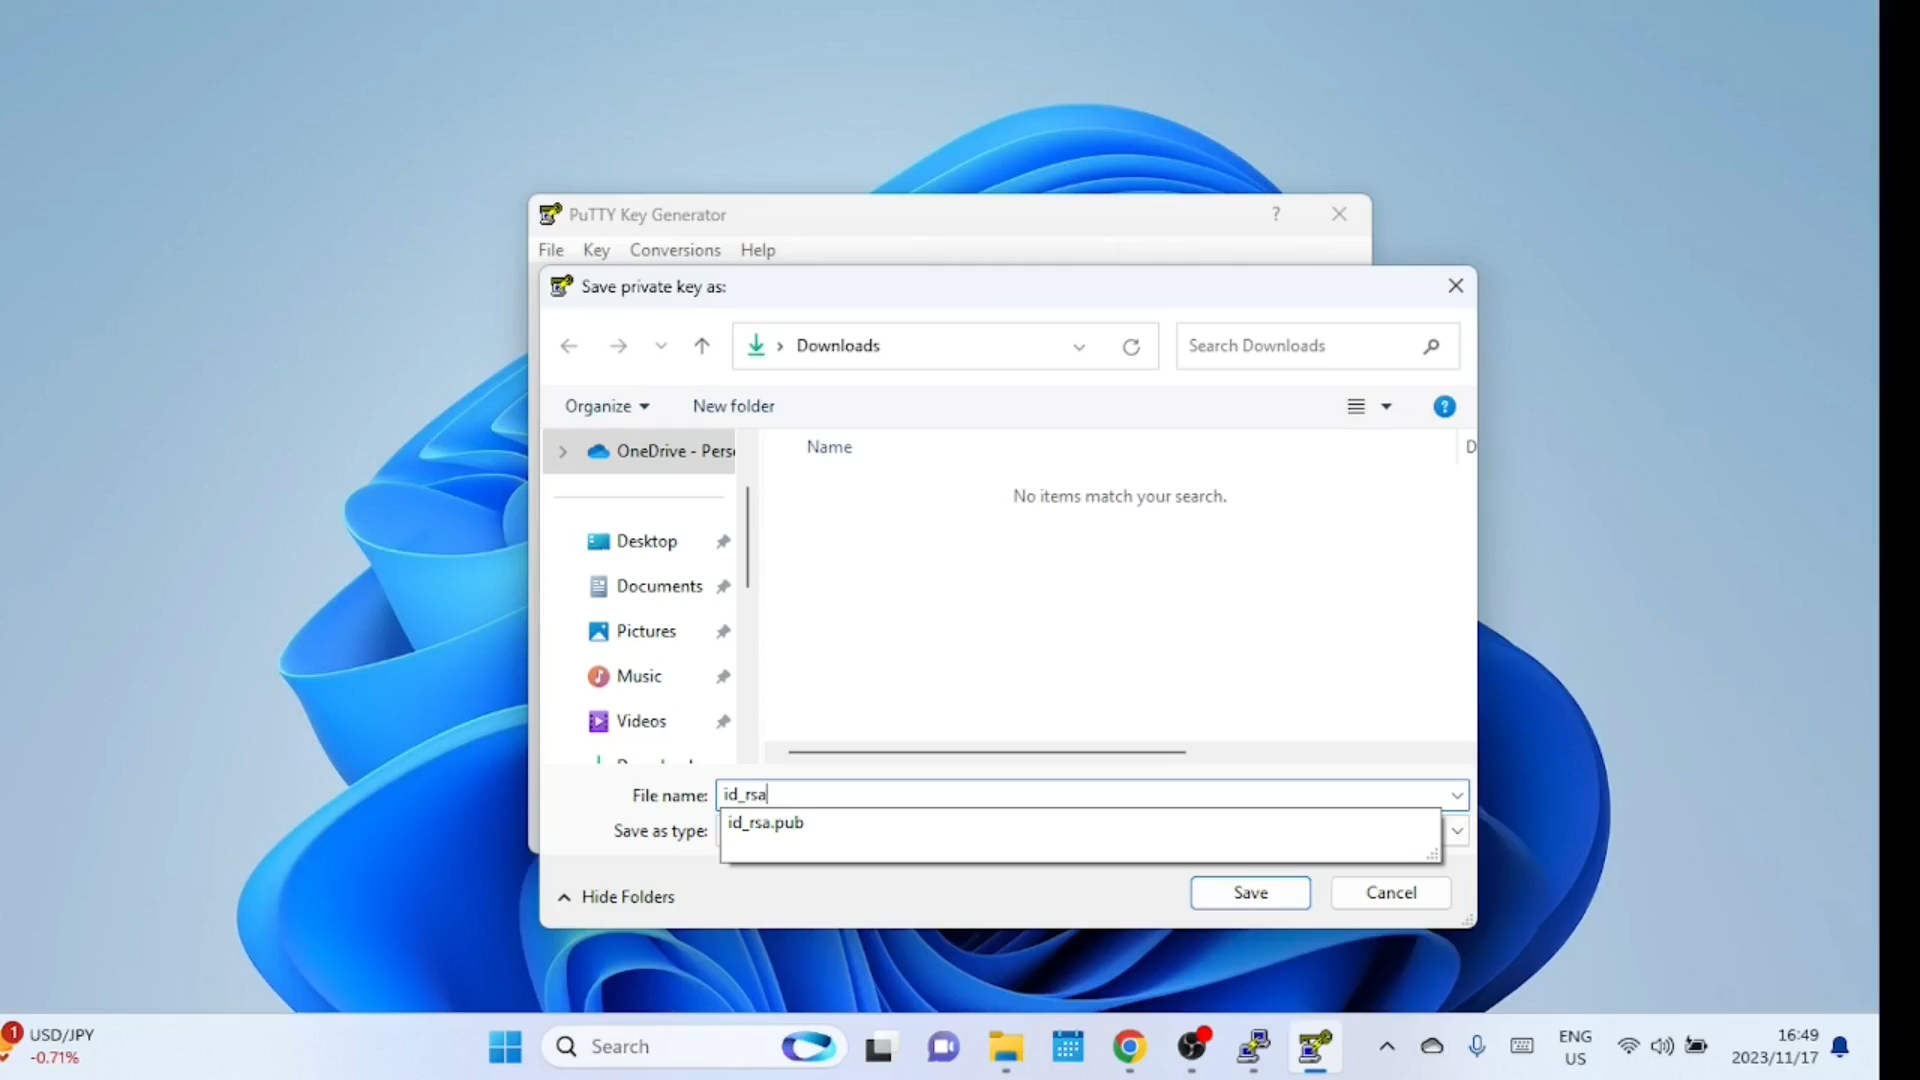 PuTTY Key Generator
?
File Key Conversions Help
Save private key as:
Downloads
Search Downloads
Organize
New folder
?
OneDrive - Perso
Name
D
No items match your search.
Desktop
Documents
Pictures
Music
Videos
File name: id_rsa
id_rsa.pub
Save as type:
Hide Folders
Save
Cancel
1
USD/JPY
-0.71%
Search
ENG
US
16:49
2023/11/17